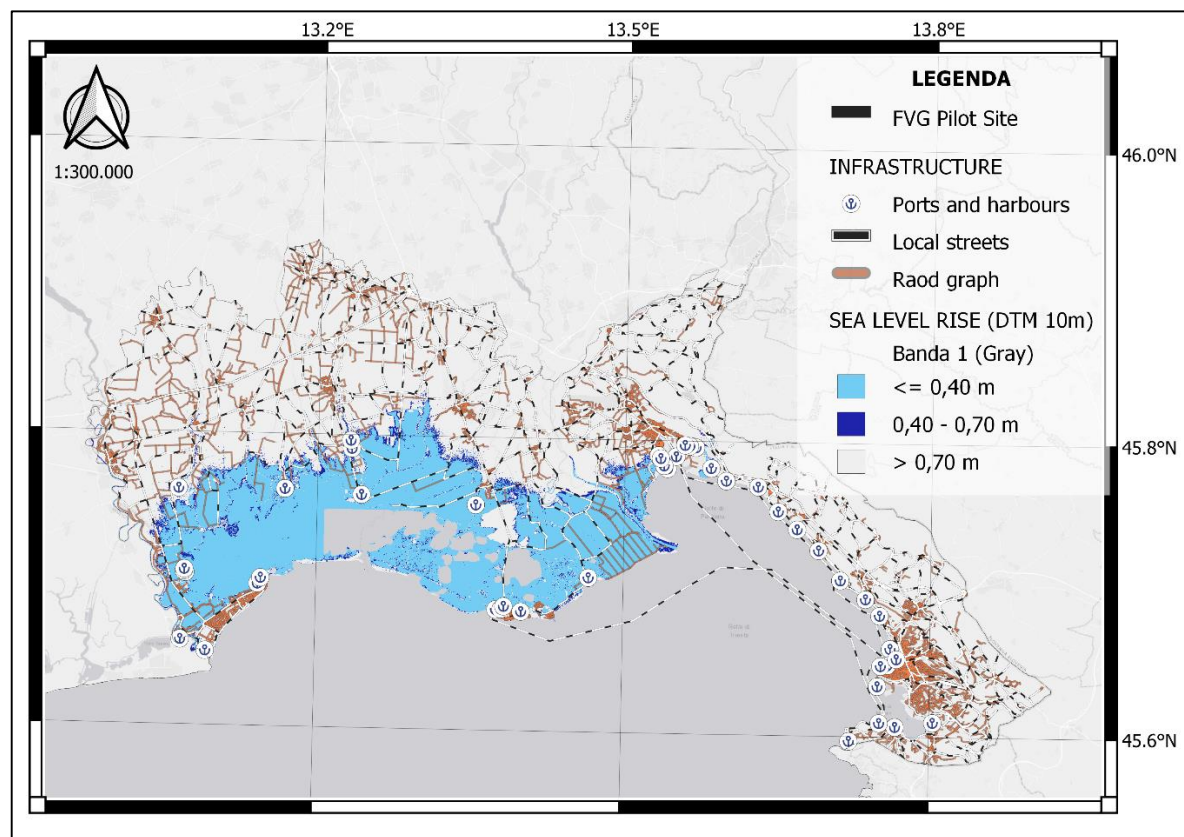 13.2°E 13.5°E 13.8°E
1:300.000
LEGENDA
FVG Pilot Site
INFRASTRUCTURE
Ports and harbours
Local streets
Raod graph
SEA LEVEL RISE (DTM 10m)
Banda 1 (Gray)
<= 0,40 m
0,40 - 0,70 m
> 0,70 m
46.0°N
45.8°N
45.6°N